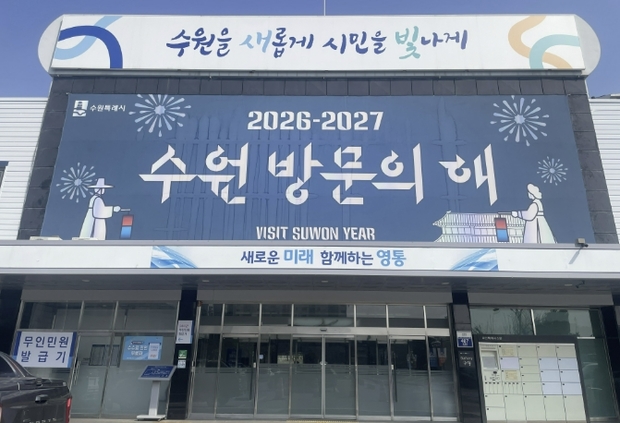 수원을 새롭게 시민을 빛나게
수원특례시
2026-2027
수원 방문의 해
VISIT SUWON YEAR
새로운 미래 함께하는 영통
무인민원
발급기